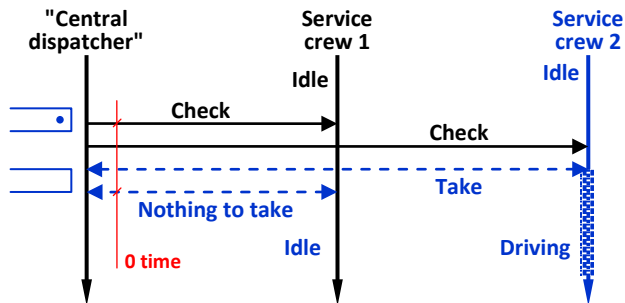 "Central
dispatcher"
Service
crew 1
Service
crew 2
Idle
Idle
Check
Check
Take
Nothing to take
Idle
Driving
0 time